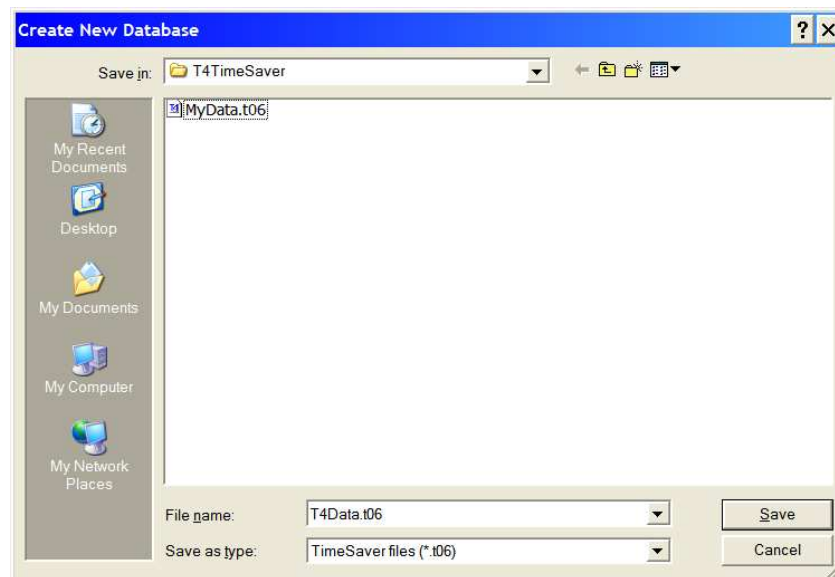 Create New Database
Save in:
T4TimeSaver
MyData.t06
My Recent
Documents
Desktop
My Documents
My Computer
My Network
Places
File name:
T4Data.t06
Save
Save as type:
TimeSaver files (*.t06)
Cancel